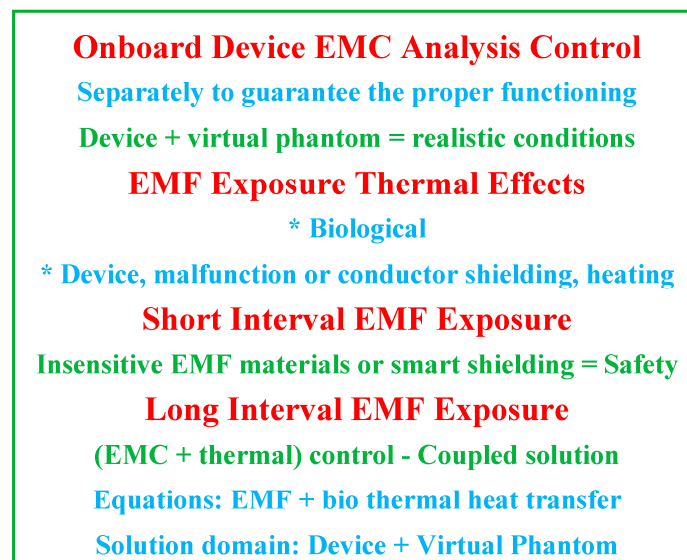 Onboard Device EMC Analysis Control
Separately to guarantee the proper functioning
Device + virtual phantom = realistic conditions
EMF Exposure Thermal Effects
* Biological
* Device, malfunction or conductor shielding, heating
Short Interval EMF Exposure
Insensitive EMF materials or smart shielding = Safety
Long Interval EMF Exposure
(EMC + thermal) control - Coupled solution
Equations: EMF + bio thermal heat transfer
Solution domain: Device + Virtual Phantom